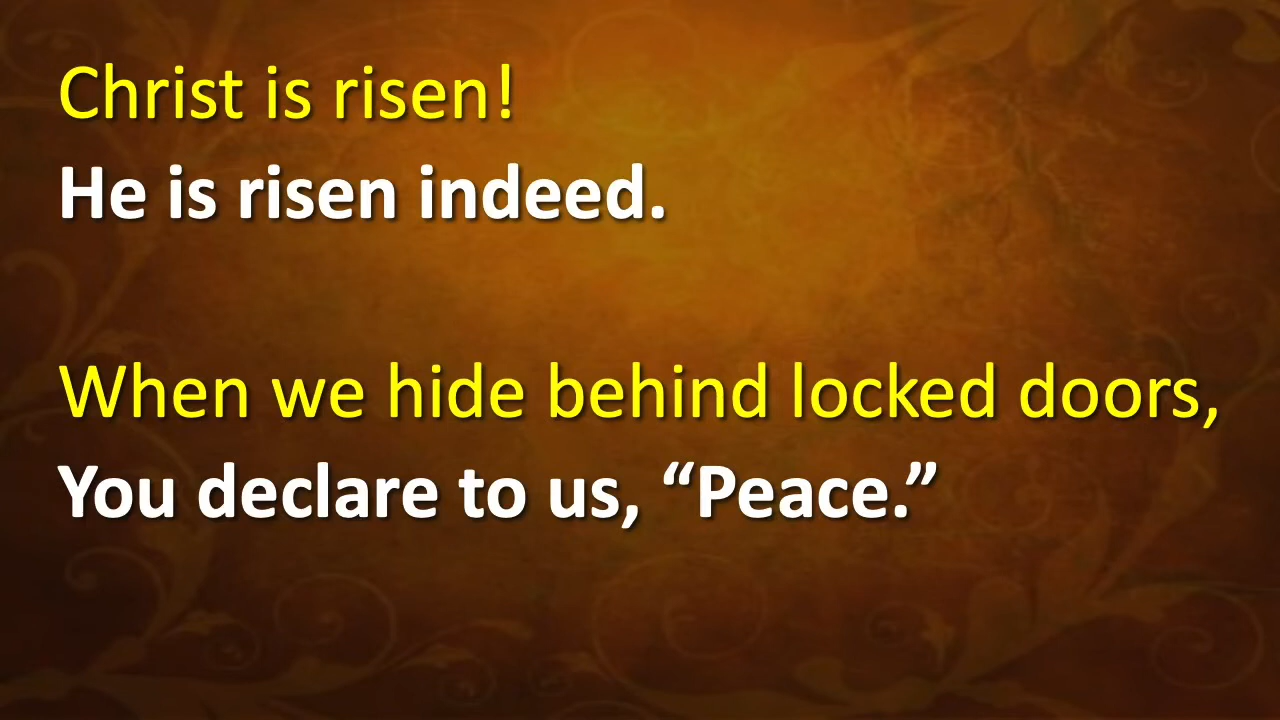 Christ is risen!
He is risen indeed.
When we hide behind locked doors,
You declare to us, “Peace.”